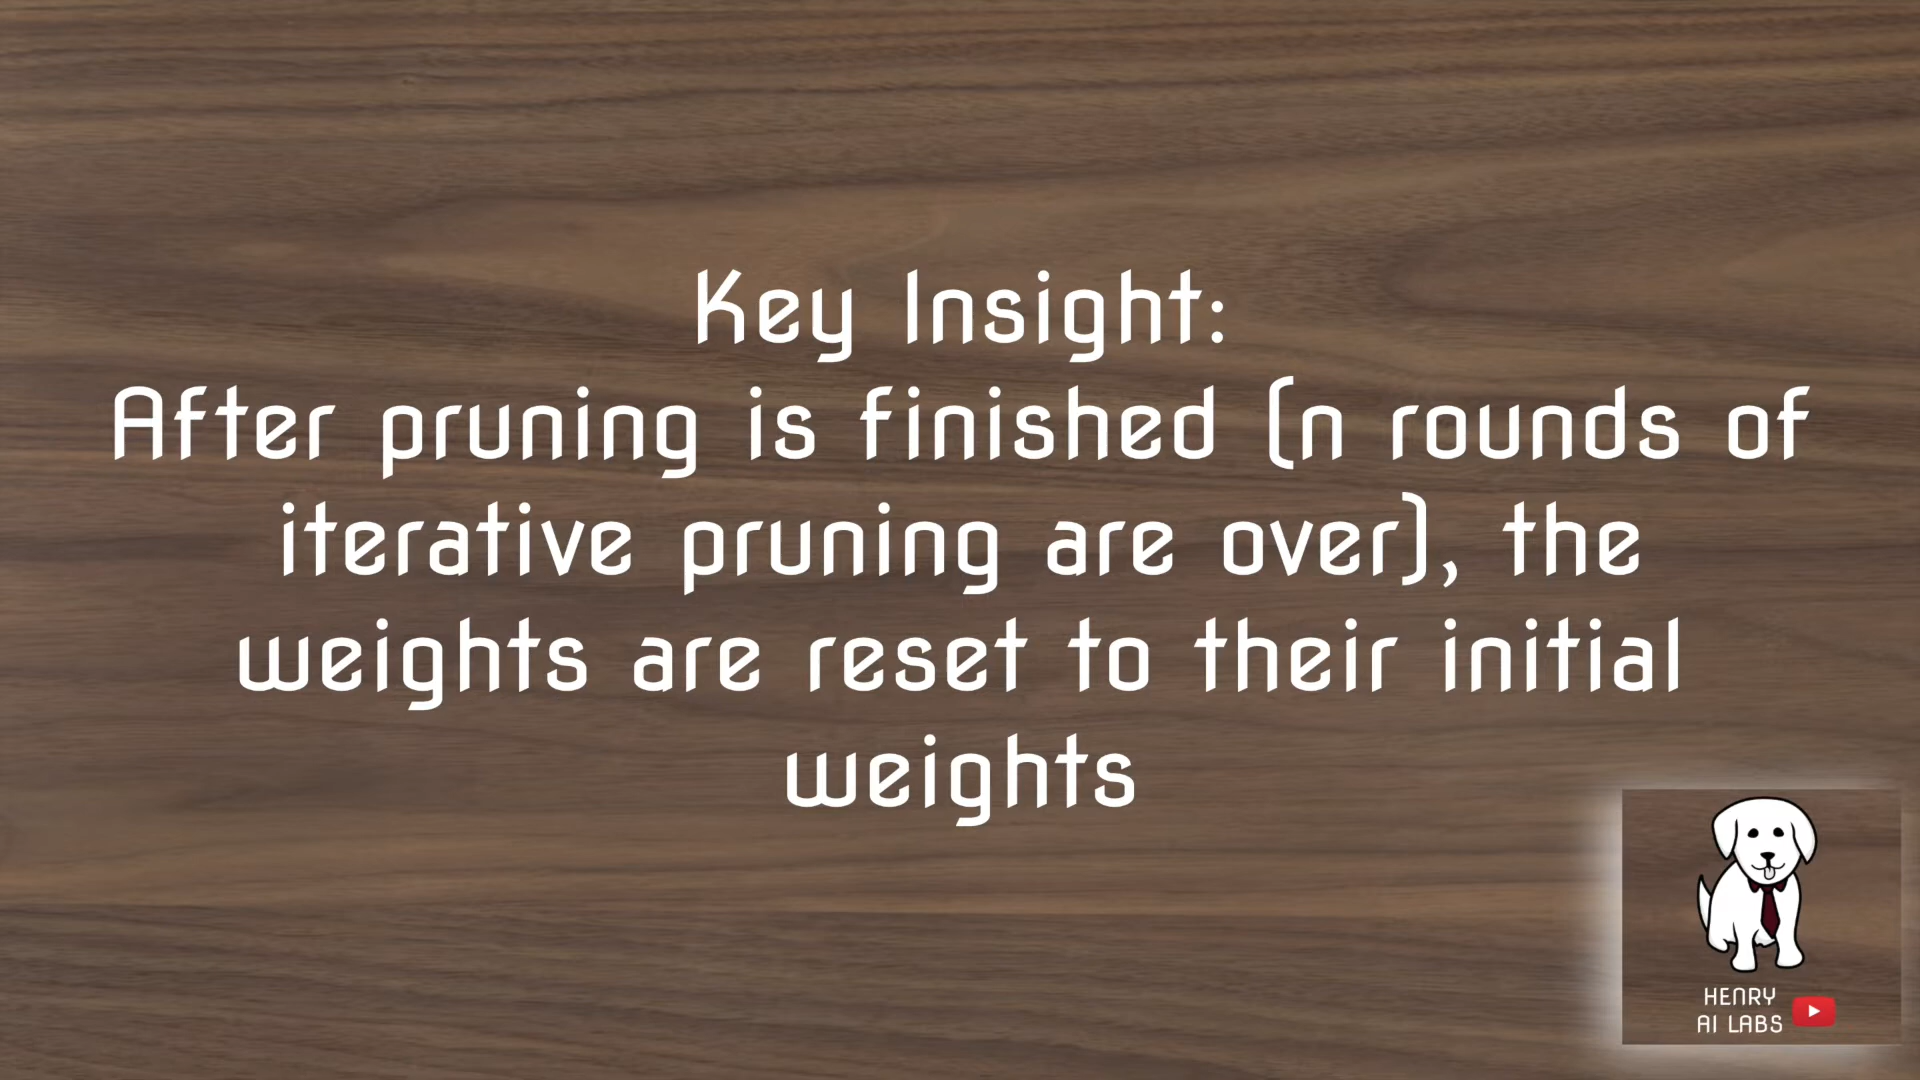 Key Insight:
After pruning is finished (n rounds of
iterative pruning are over), the
weights are reset to their initial
weights
HENRY
AI LABS